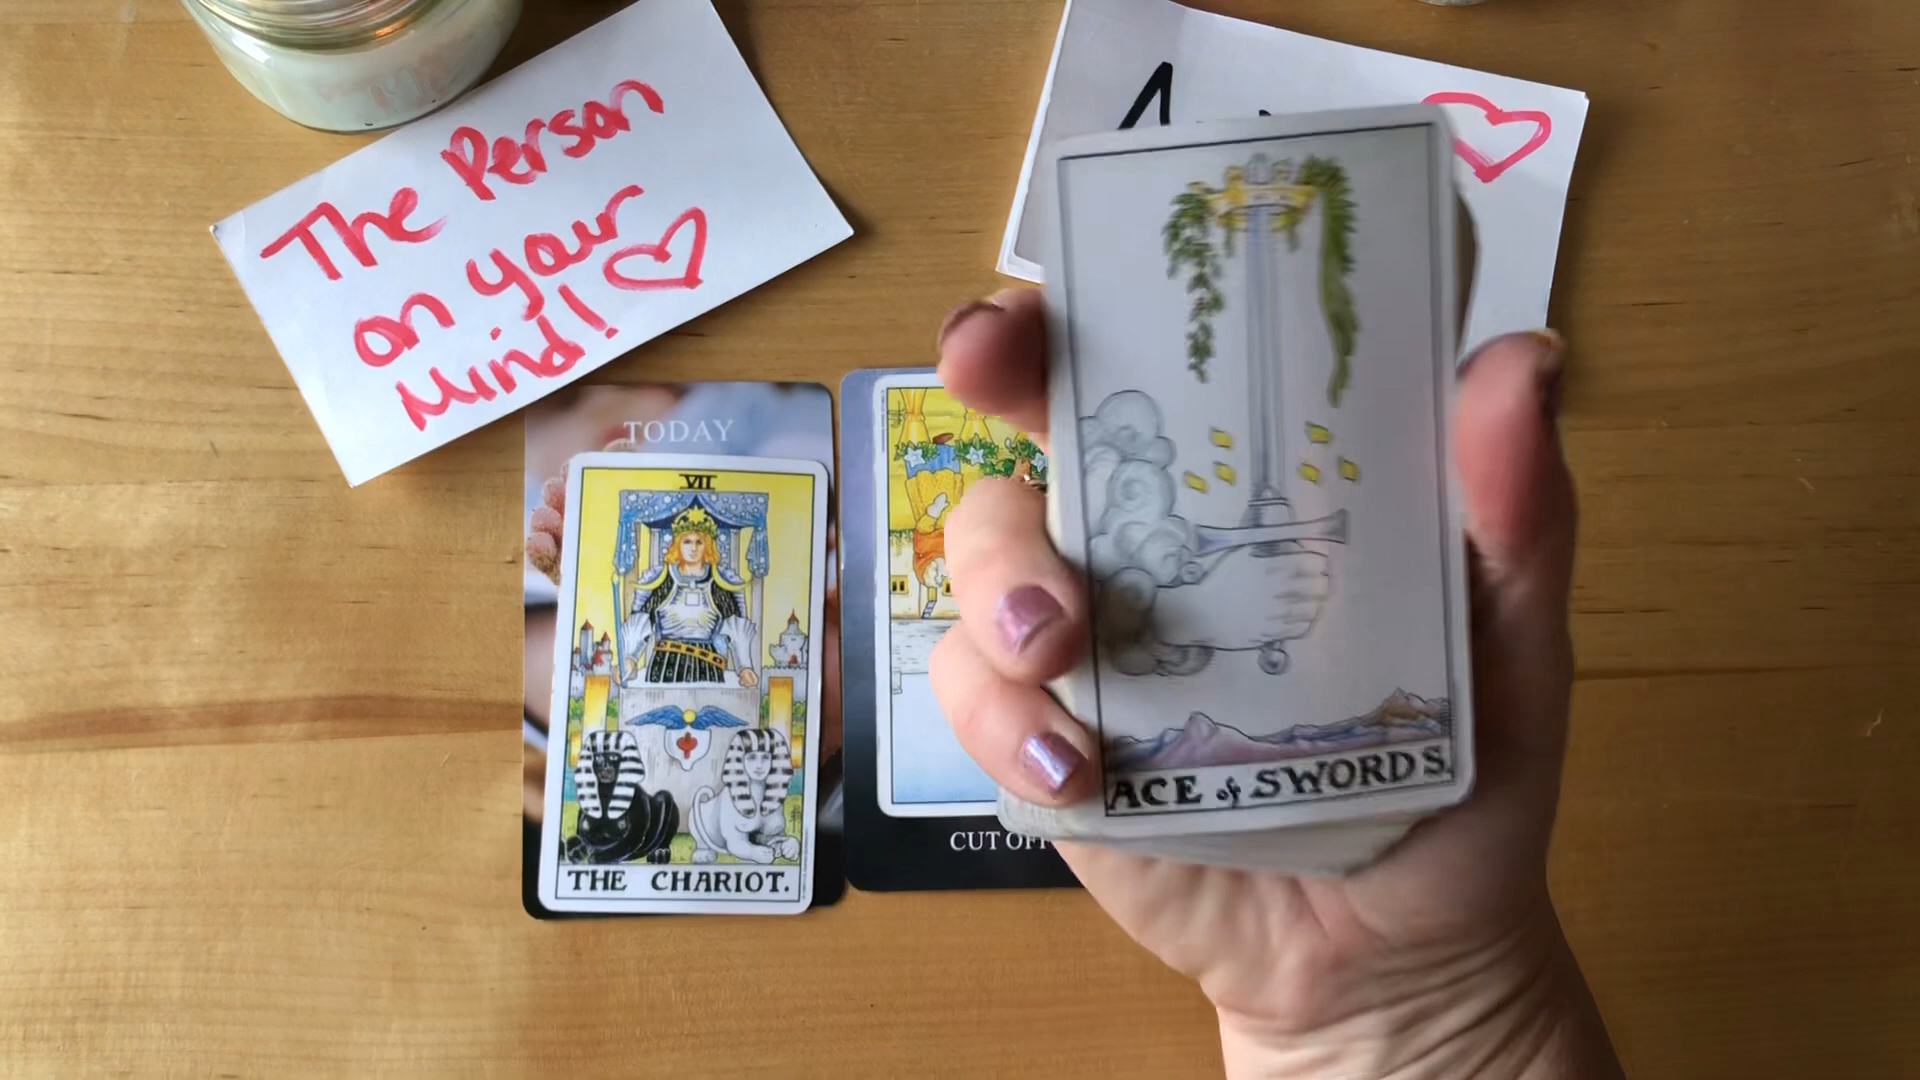 The Person
on your
Mind!
TODAY
VII
THE CHARIOT.
CUT OFF
ACE of SWORDS.